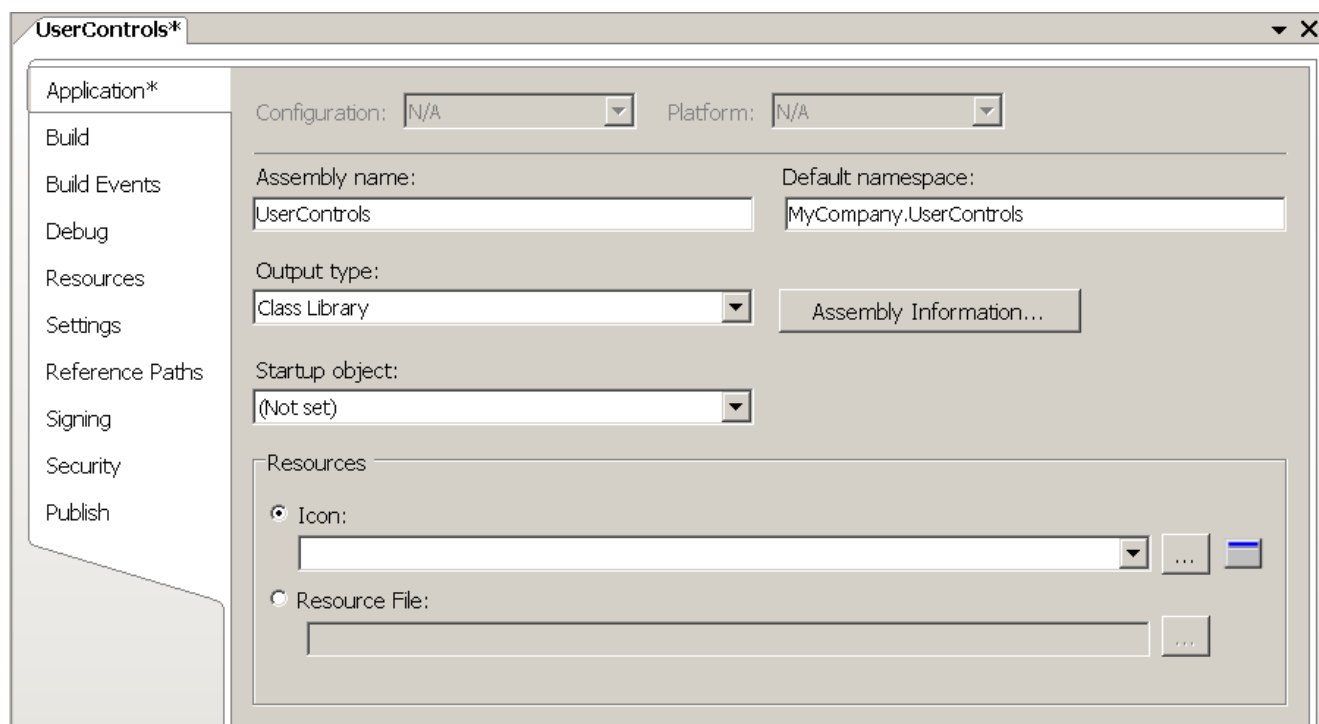 UserControls*
Application*
Build
Build Events
Debug
Resources
Settings
Reference Paths
Signing
Security
Publish
Configuration: N/A Platform: N/A
Assembly name: Default namespace:
UserControls MyCompany.UserControls
Output type:
Class Library Assembly Information...
Startup object:
(Not set)
Resources
Icon:
...
Resource File:
...